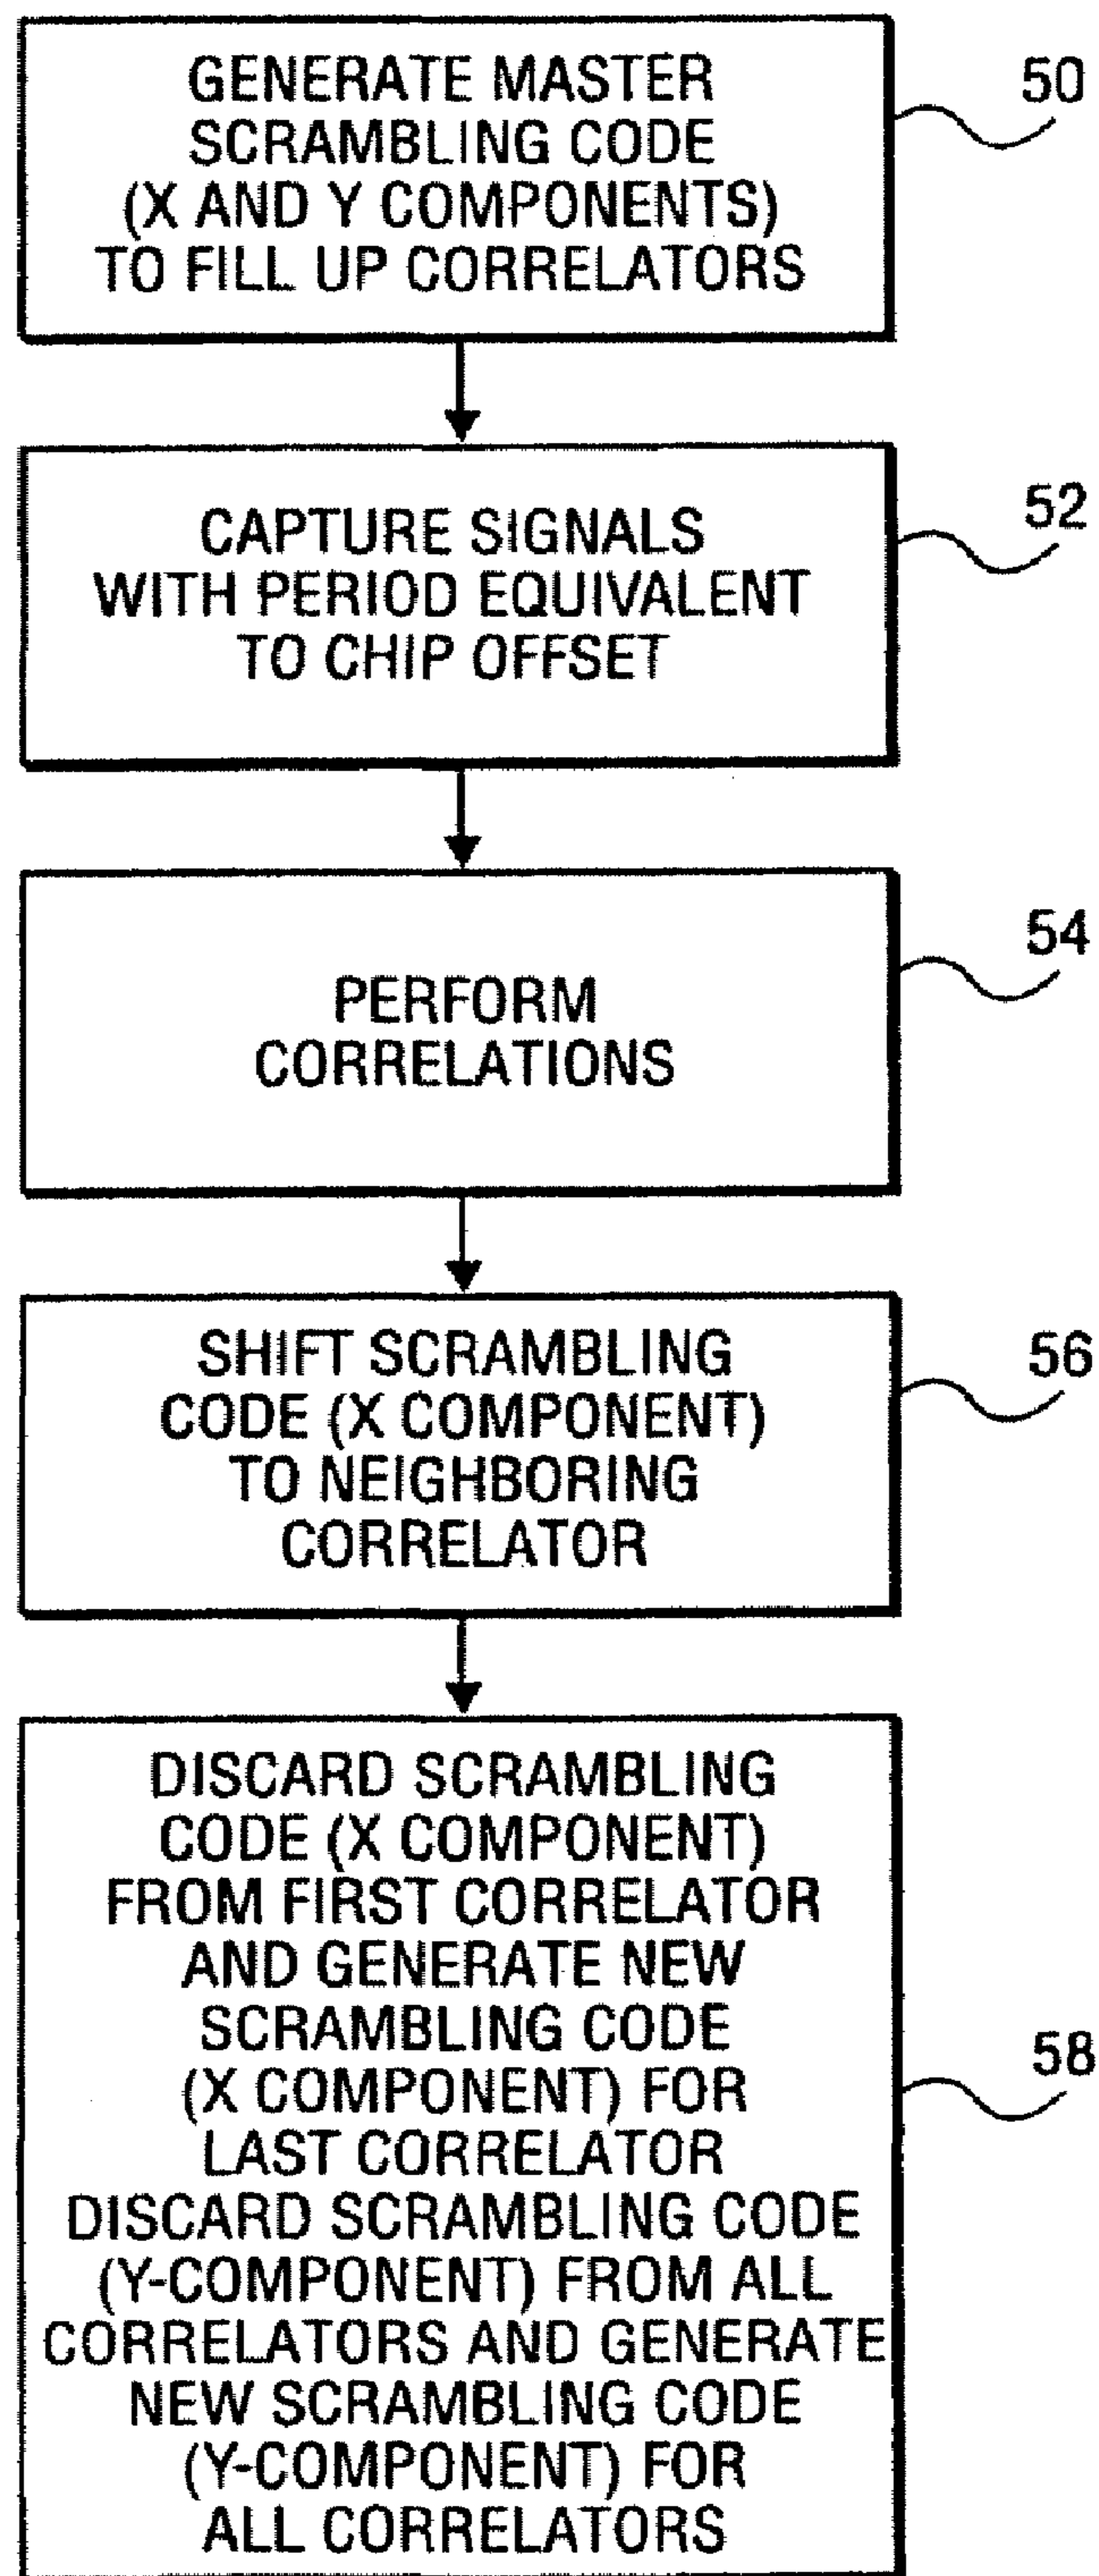 GENERATE MASTER
SCRAMBLING CODE
(X AND Y COMPONENTS)
TO FILL UP CORRELATORS
50
CAPTURE SIGNALS
WITH PERIOD EQUIVALENT
TO CHIP OFFSET
52
PERFORM
CORRELATIONS
54
SHIFT SCRAMBLING
CODE (X COMPONENT)
TO NEIGHBORING
CORRELATOR
56
DISCARD SCRAMBLING
CODE (X COMPONENT)
FROM FIRST CORRELATOR
AND GENERATE NEW
SCRAMBLING CODE
(X COMPONENT) FOR
LAST CORRELATOR
DISCARD SCRAMBLING CODE
(Y-COMPONENT) FROM ALL
CORRELATORS AND GENERATE
NEW SCRAMBLING CODE
(Y-COMPONENT) FOR
ALL CORRELATORS
58